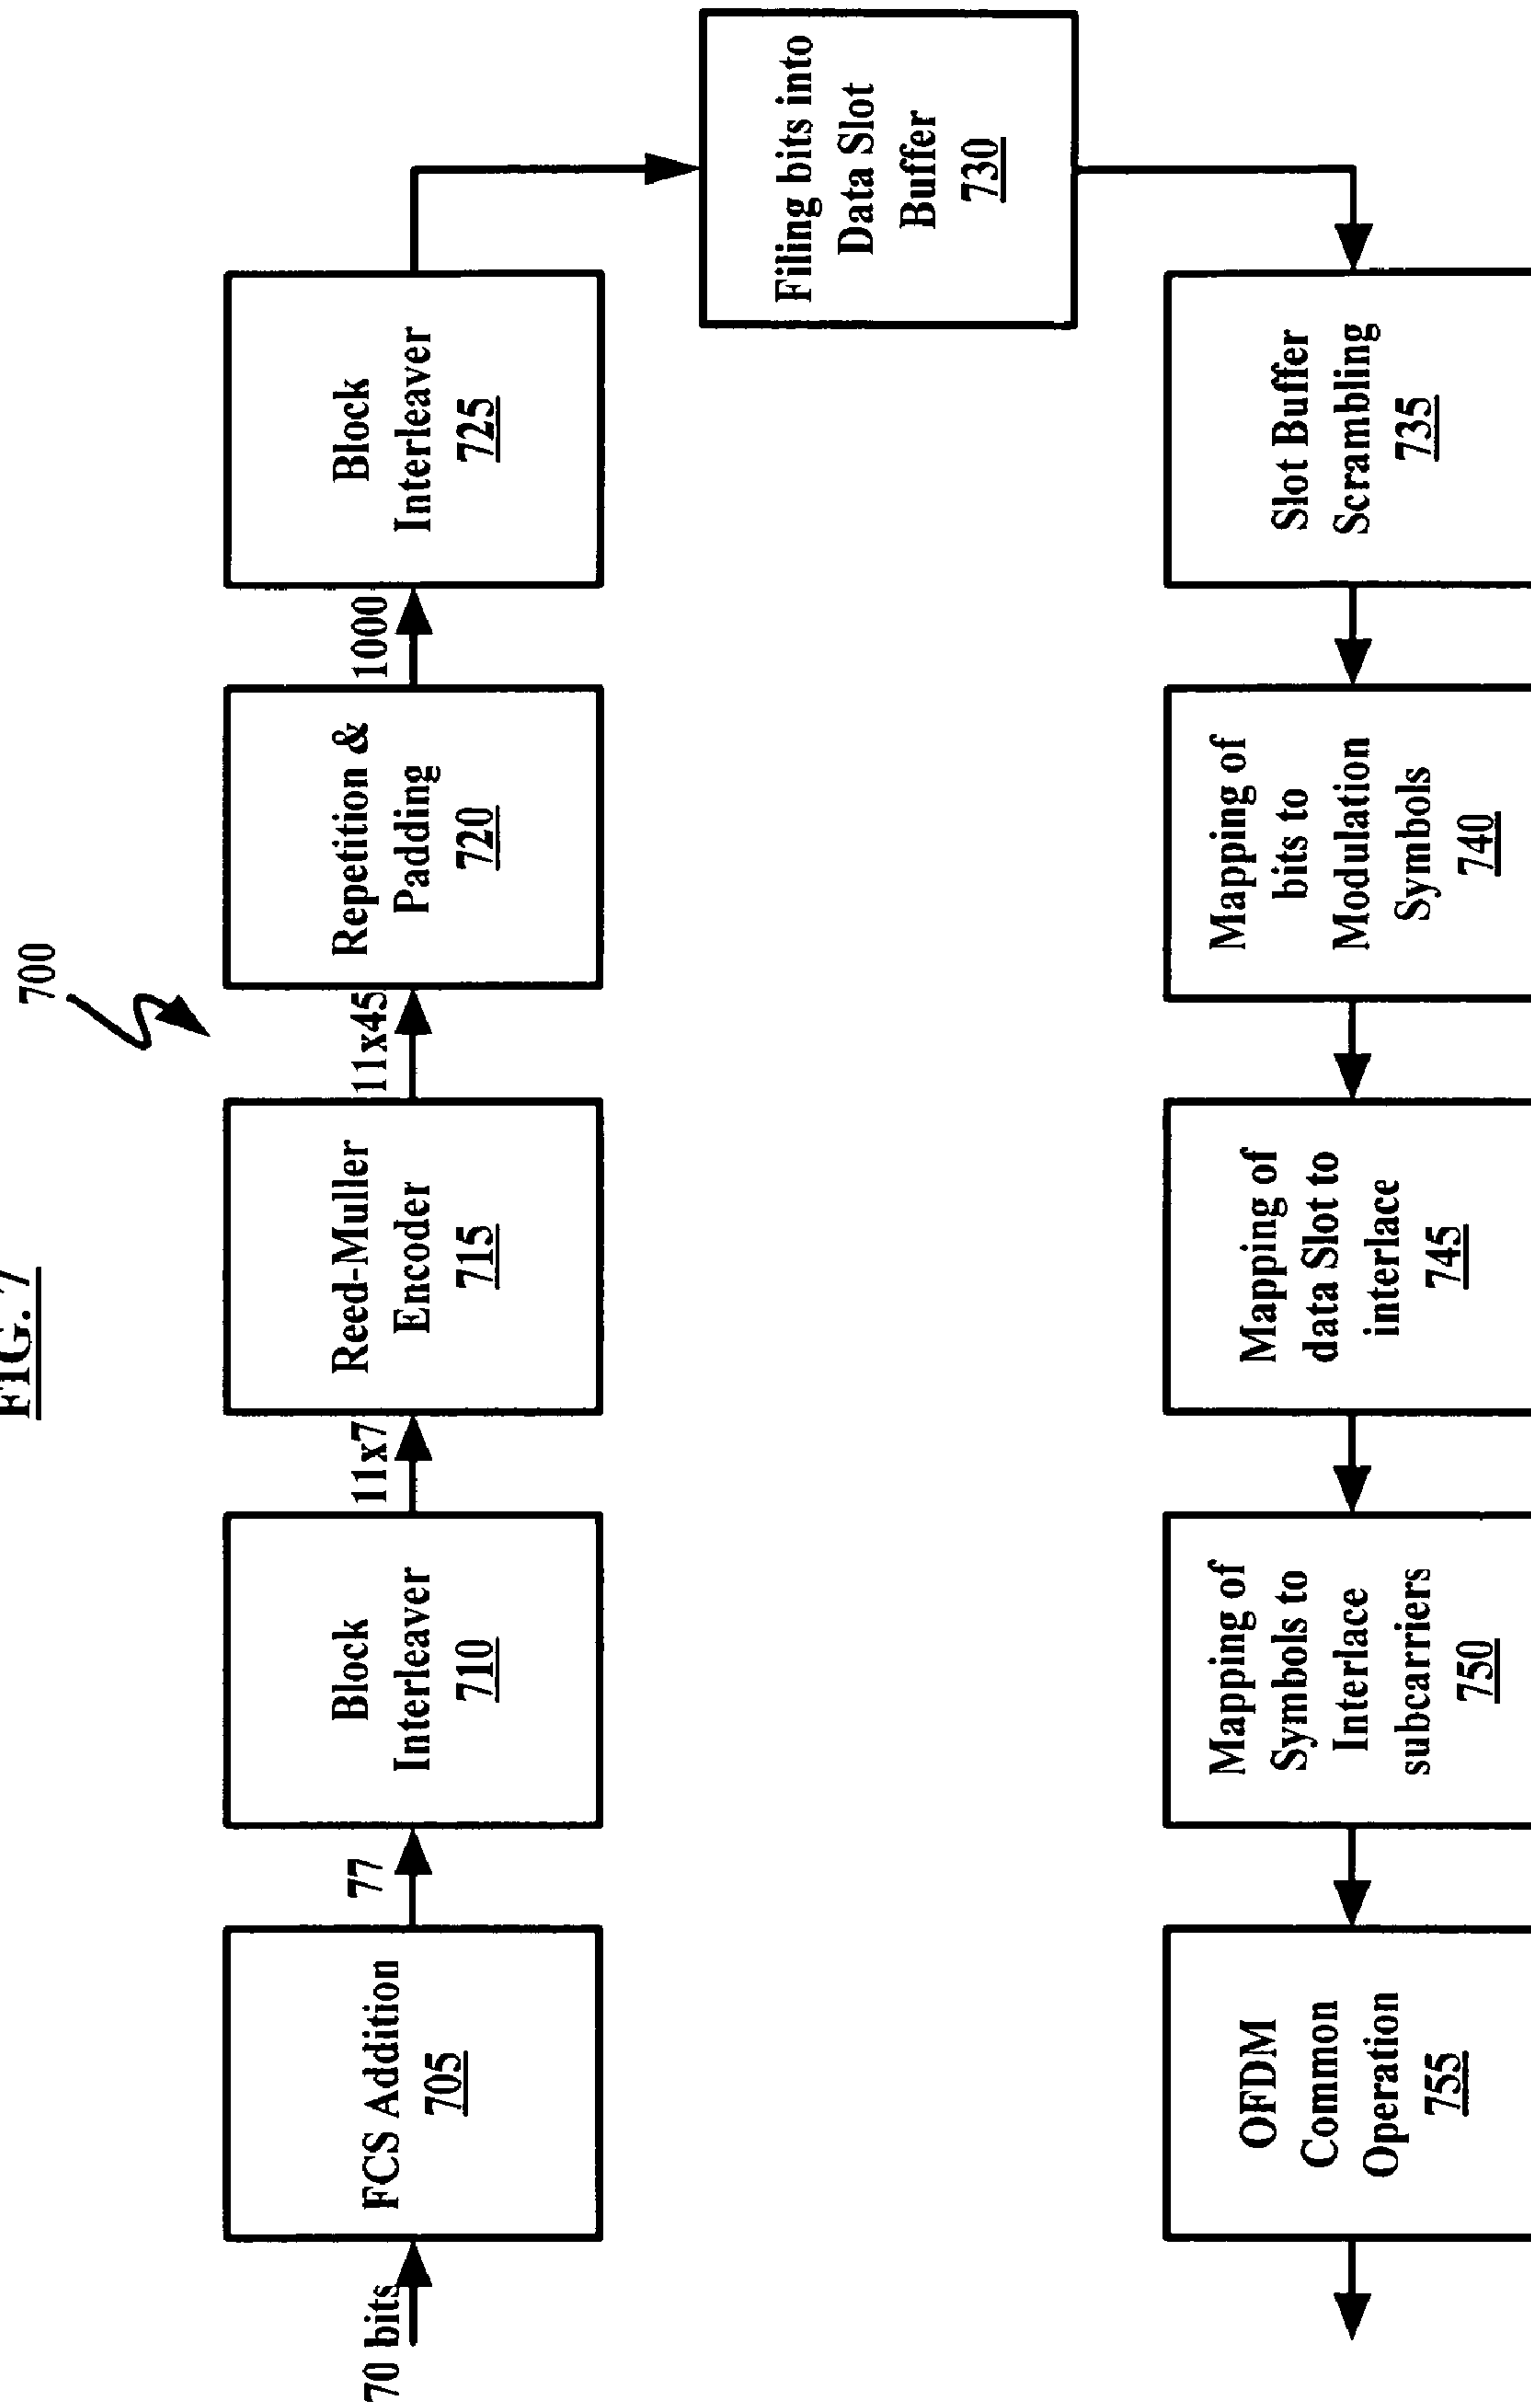 FIG. 7
700
70 bits
FCS Addition
705
77
Block
Interleaver
710
11x7
Reed-Muller
Encoder
715
11x45
Repetition &
Padding
720
1000
Block
Interleaver
725
Filing bits into
Data Slot
Buffer
730
Slot Buffer
Scrambling
735
Mapping of
bits to
Modulation
Symbols
740
Mapping of
data Slot to
interlace
745
Mapping of
Symbols to
Interlace
subcarriers
750
OFDM
Common
Operation
755